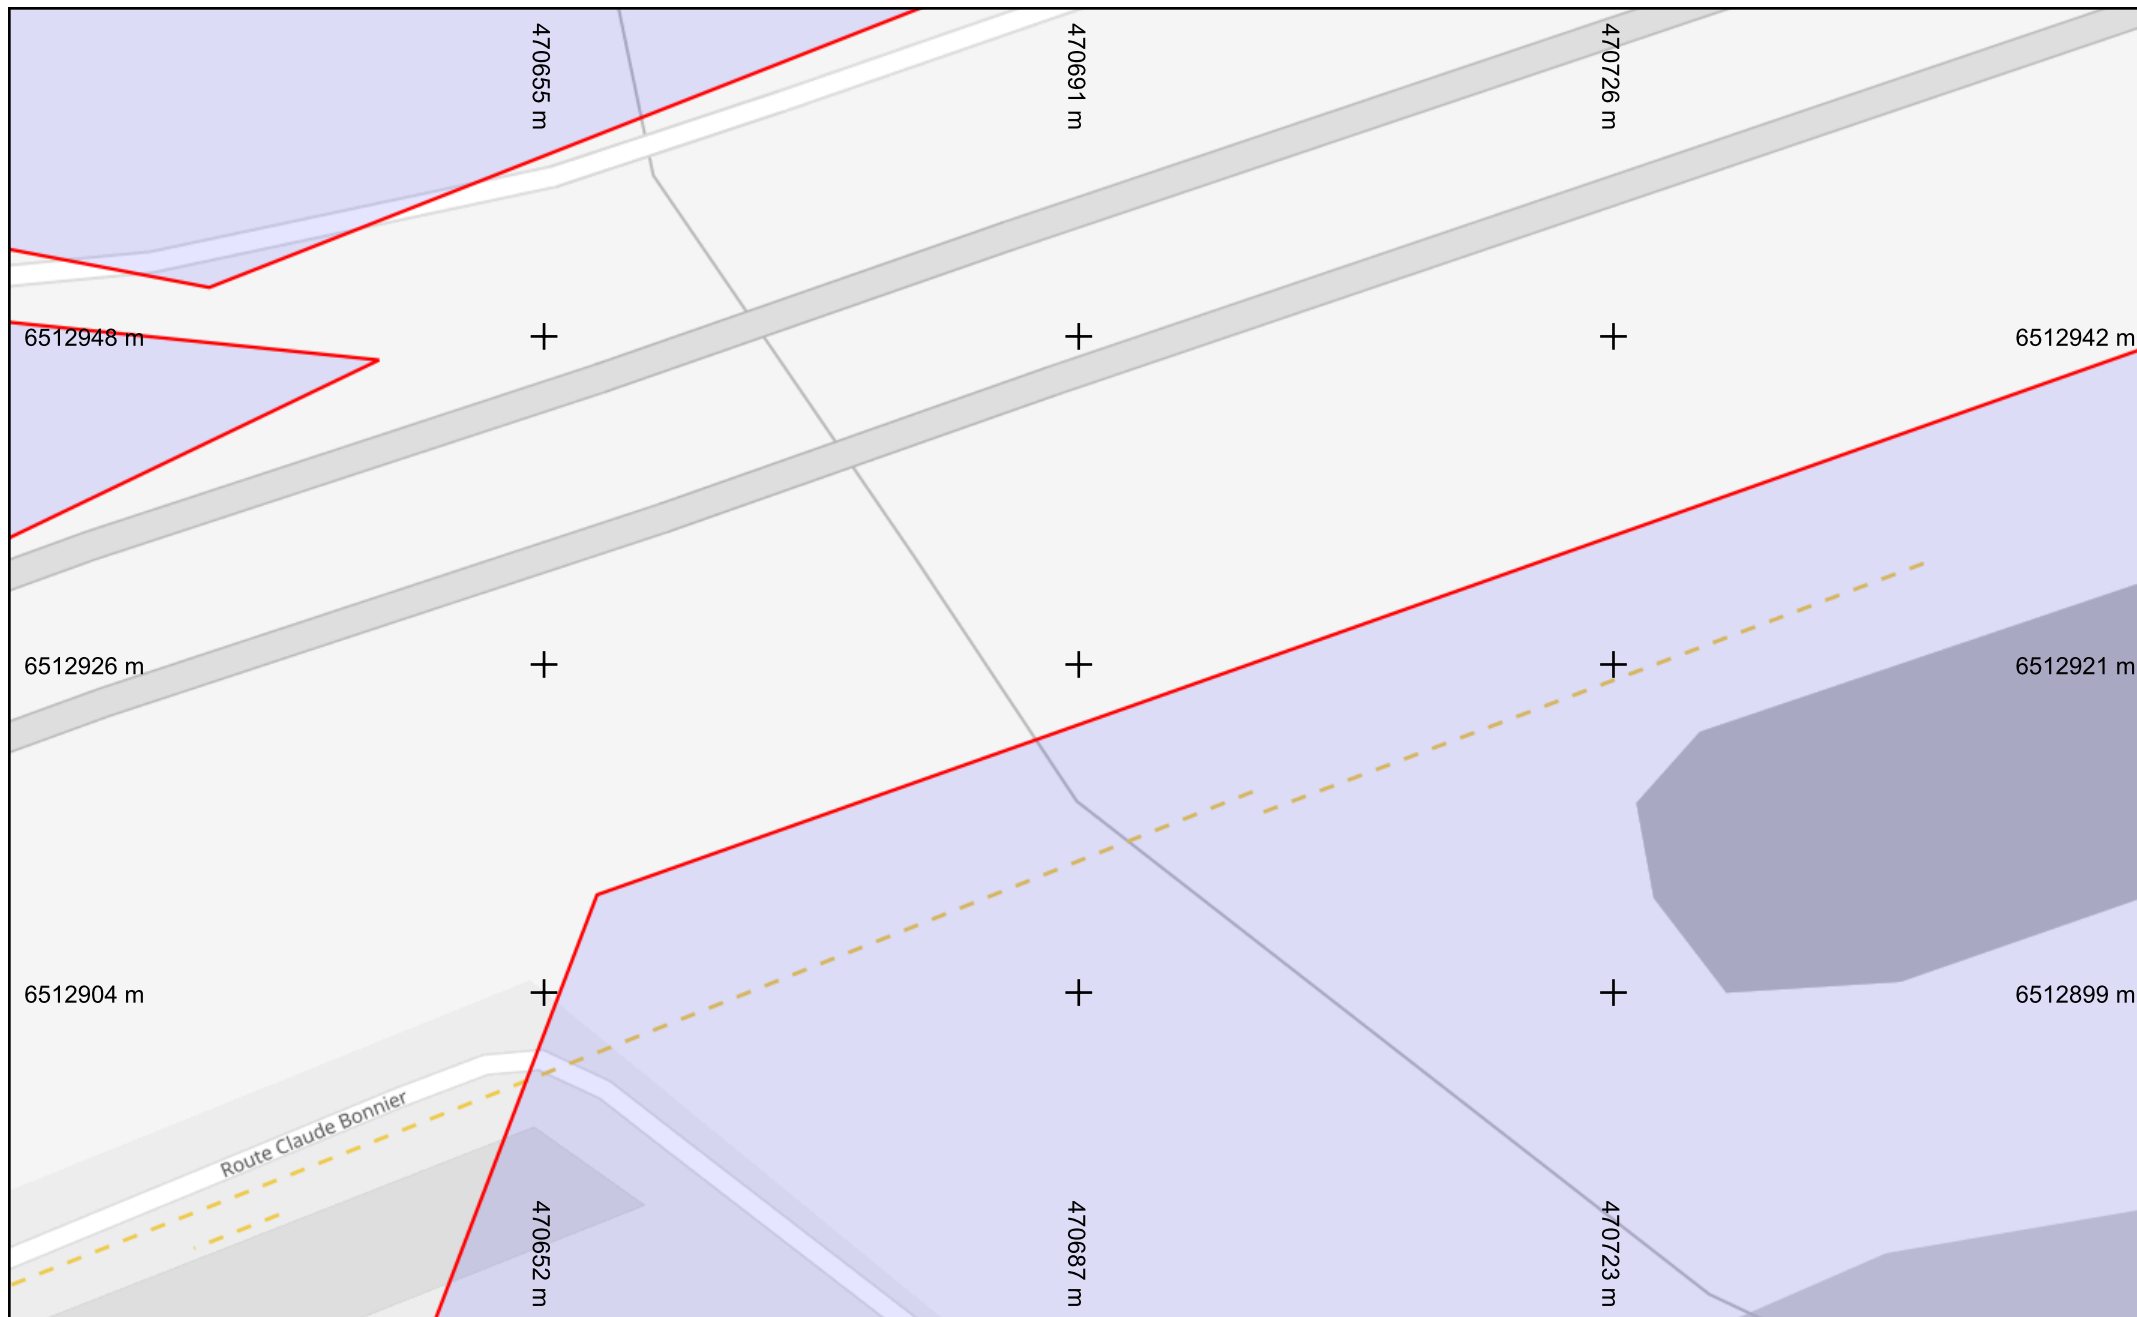 470655 m
470691 m
470726 m
6512948 m
6512942 m
6512926 m
6512921 m
6512904 m
6512899 m
Route Claude Bonnier
470652 m
470687 m
470723 m